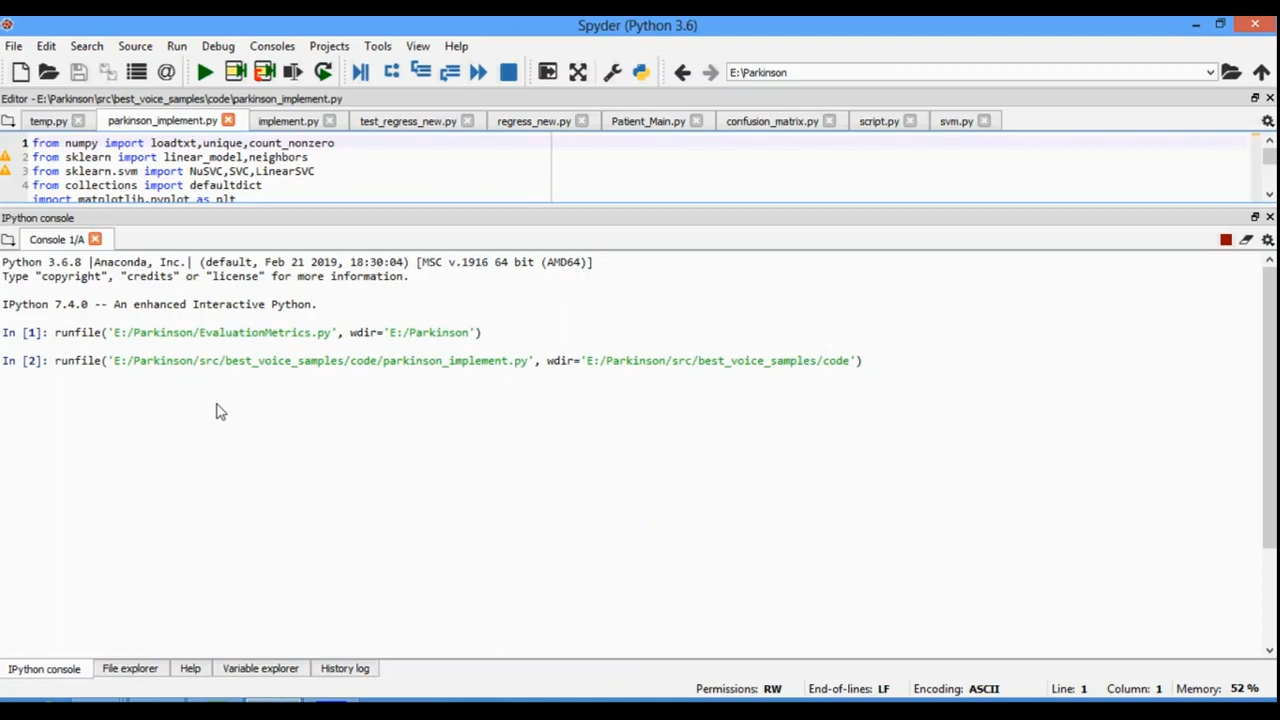 Spyder (Python 3.6)
File Edit Search Source Run Debug Consoles Projects Tools View Help
E:\Parkinson
Editor - E:\Parkinson\src\best_voice_samples\code\parkinson_implement.py
temp.py parkinson_implement.py implement.py test_regress_new.py regress_new.py Patient_Main.py confusion_matrix.py script.py svm.py
1 from numpy import loadtxt,unique,count_nonzero
2 from sklearn import linear_model,neighbors
3 from sklearn.svm import NuSVC,SVC,LinearSVC
4 from collections import defaultdict
import matplotlib.pyplot as plt
IPython console
Console 1/A
Python 3.6.8 |Anaconda, Inc.| (default, Feb 21 2019, 18:30:04) [MSC v.1916 64 bit (AMD64)]
Type "copyright", "credits" or "license" for more information.
IPython 7.4.0 -- An enhanced Interactive Python.
In [1]: runfile('E:/Parkinson/EvaluationMetrics.py', wdir='E:/Parkinson')
In [2]: runfile('E:/Parkinson/src/best_voice_samples/code/parkinson_implement.py', wdir='E:/Parkinson/src/best_voice_samples/code')
IPython console File explorer Help Variable explorer History log
Permissions: RW End-of-lines: LF Encoding: ASCII Line: 1 Column: 1 Memory: 52 %